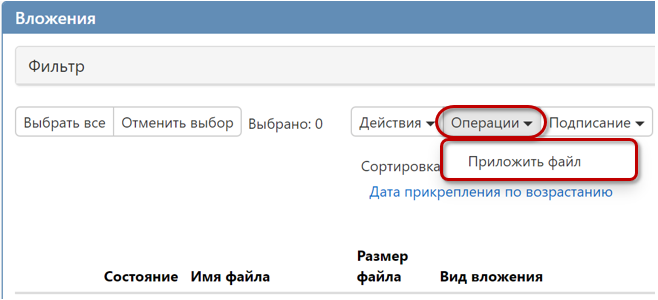 Вложения
Фильтр
Выбрать все Отменить выбор Выбрано: 0 Действия Операции Подписание
Приложить файл
Сортировка
Дата прикрепления по возрастанию
Размер
Состояние Имя файла файла Вид вложения